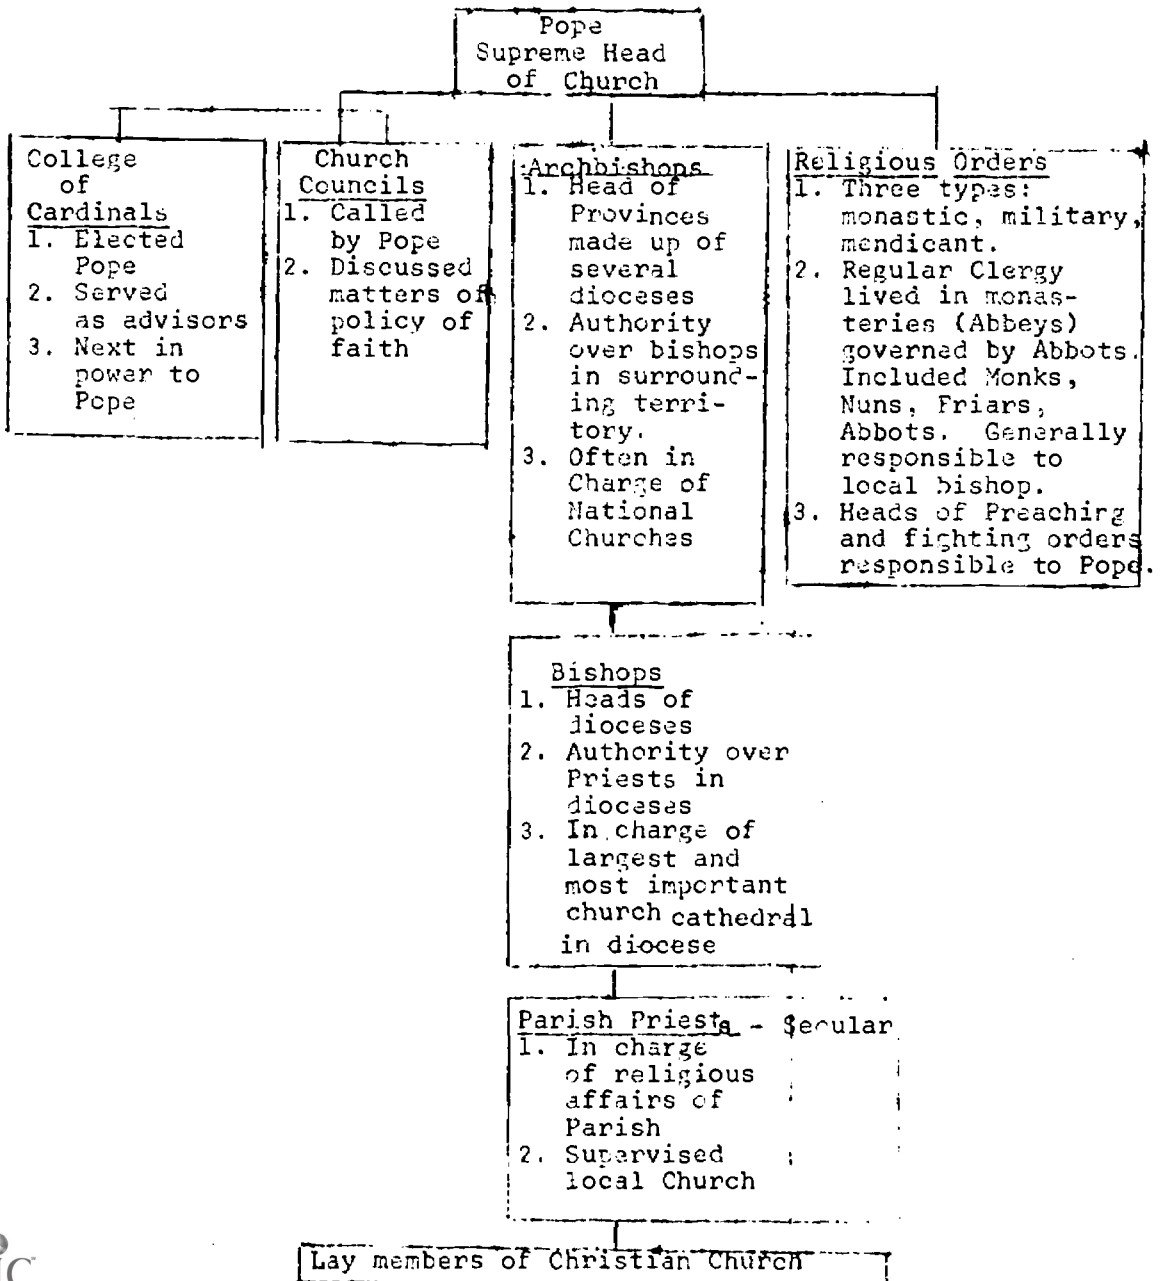 Pope
Supreme Head
of Church
College
of
Cardinals
1. Elected
Pope
2. Served
as advisors
3. Next in
power to
Pope
Church
Councils
1. Called
by Pope
2. Discussed
matters of
policy of
faith
Archbishops
1. Head of
Provinces
made up of
several
dioceses
2. Authority
over bishops
in surround-
ing terri-
tory.
3. Often in
Charge of
National
Churches
Religious Orders
1. Three types:
monastic, military,
mendicant.
2. Regular Clergy
lived in monas-
teries (Abbeys)
governed by Abbots.
Included Monks,
Nuns, Friars,
Abbots. Generally
responsible to
local bishop.
3. Heads of Preaching
and fighting orders
responsible to Pope.
Bishops
1. Heads of
dioceses
2. Authority over
Priests in
dioceses
3. In charge of
largest and
most important
church cathedral
in diocese
Parish Priests - Secular
1. In charge
of religious
affairs of
Parish
2. Supervised
local Church
Lay members of Christian Church